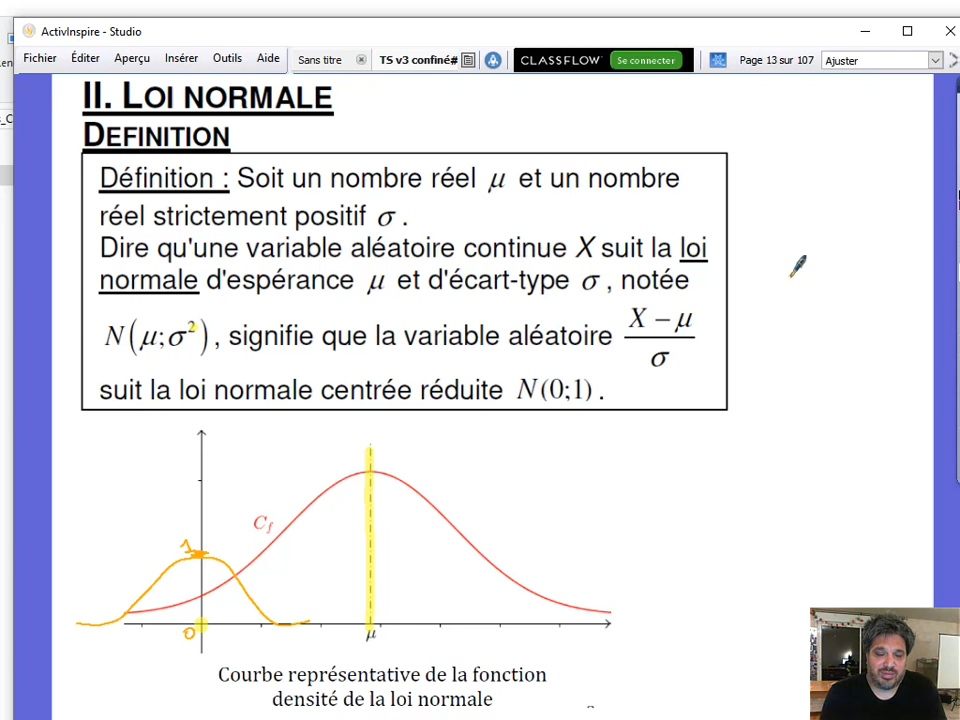 ActivInspire - Studio
Fichier Éditer Aperçu Insérer Outils Aide Sans titre TS v3 confiné# CLASSFLOW Se connecter Page 13 sur 107 Ajuster
II. LOI NORMALE
DEFINITION
Définition : Soit un nombre réel μ et un nombre
réel strictement positif σ .
Dire qu'une variable aléatoire continue X suit la loi
normale d'espérance μ et d'écart-type σ , notée
N(μ;σ²), signifie que la variable aléatoire (X – μ)/σ
suit la loi normale centrée réduite N(0;1) .
C_f
1
0
μ
Courbe représentative de la fonction
densité de la loi normale